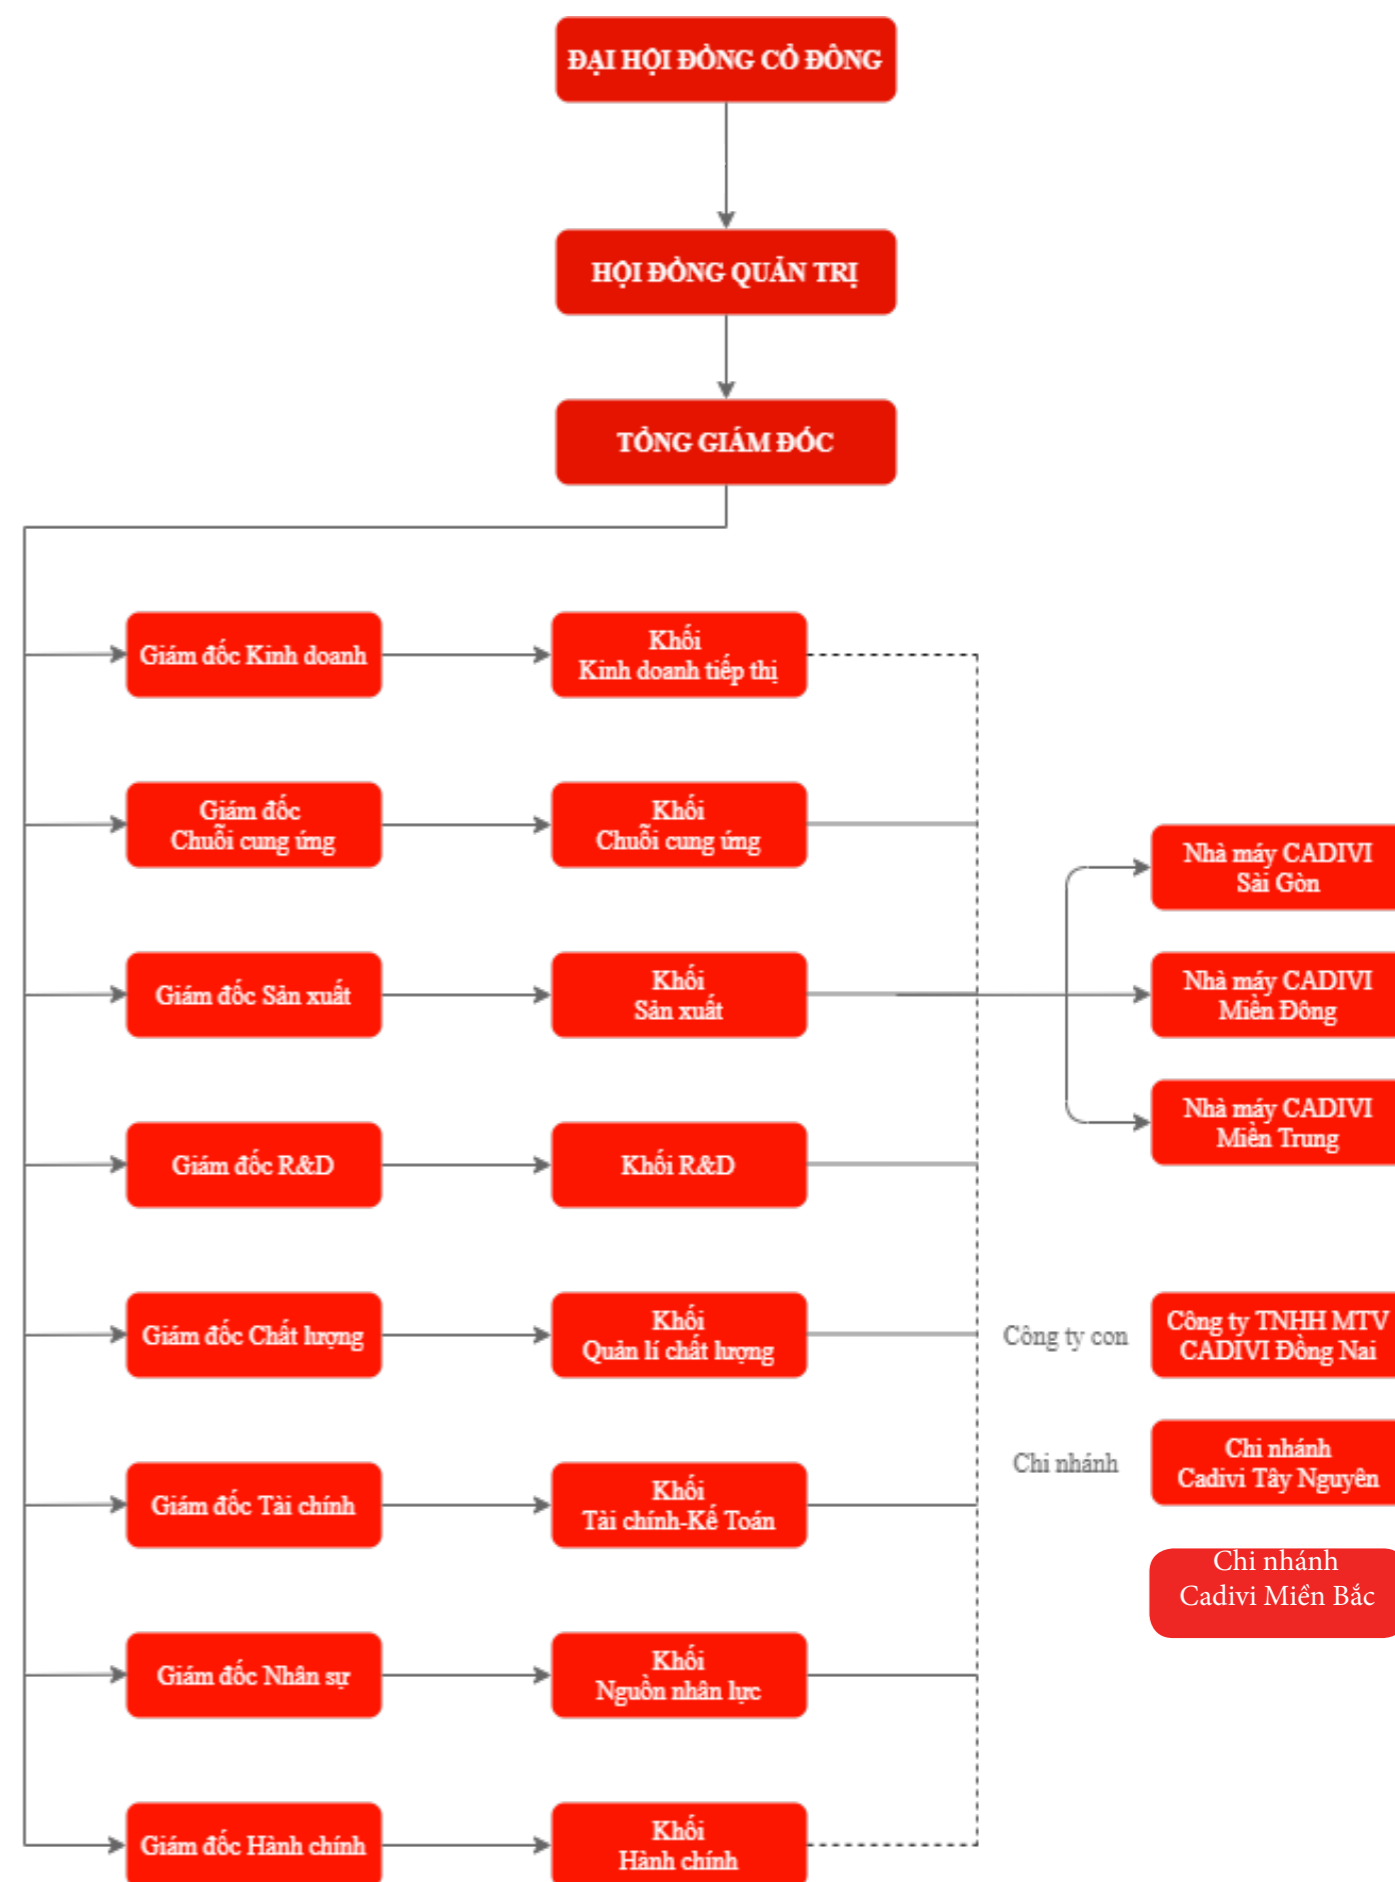 ĐẠI HỘI ĐỒNG CỔ ĐÔNG
HỘI ĐỒNG QUẢN TRỊ
TỔNG GIÁM ĐỐC
Giám đốc Kinh doanh
Khối
Kinh doanh tiếp thị
Giám đốc
Chuỗi cung ứng
Khối
Chuỗi cung ứng
Nhà máy CADIVI
Sài Gòn
Giám đốc Sản xuất
Khối
Sản xuất
Nhà máy CADIVI
Miền Đông
Nhà máy CADIVI
Miền Trung
Giám đốc R&D
Khối R&D
Giám đốc Chất lượng
Khối
Quản lí chất lượng
Công ty con
Công ty TNHH MTV
CADIVI Đồng Nai
Chi nhánh
Chi nhánh
Cadivi Tây Nguyên
Giám đốc Tài chính
Khối
Tài chính-Kế Toán
Chi nhánh
Cadivi Miền Bắc
Giám đốc Nhân sự
Khối
Nguồn nhân lực
Giám đốc Hành chính
Khối
Hành chính